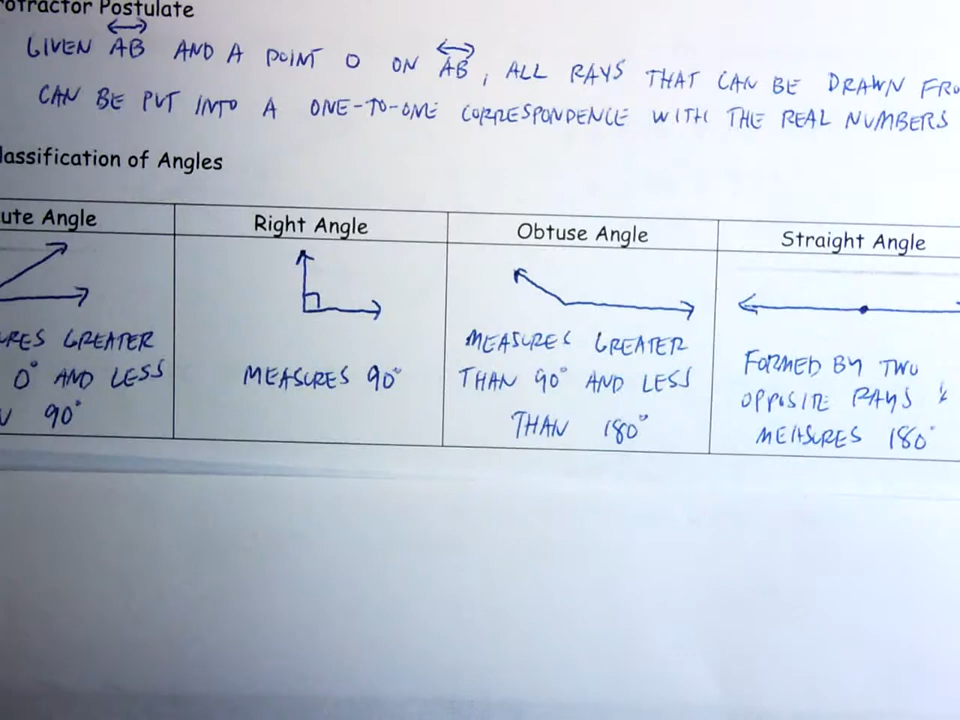 otractor Postulate
GIVEN AB AND A POINT O ON AB, ALL RAYS THAT CAN BE DRAWN FRO
CAN BE PUT INTO A ONE-TO-ONE CORRESPONDENCE WITH THE REAL NUMBERS
lassification of Angles
ute Angle
Right Angle
Obtuse Angle
Straight Angle
URES GREATER
0° AND LESS
N 90°
MEASURES 90°
MEASURES GREATER
THAN 90° AND LESS
THAN 180°
FORMED BY TWO
OPPOSITE RAYS &
MEASURES 180°